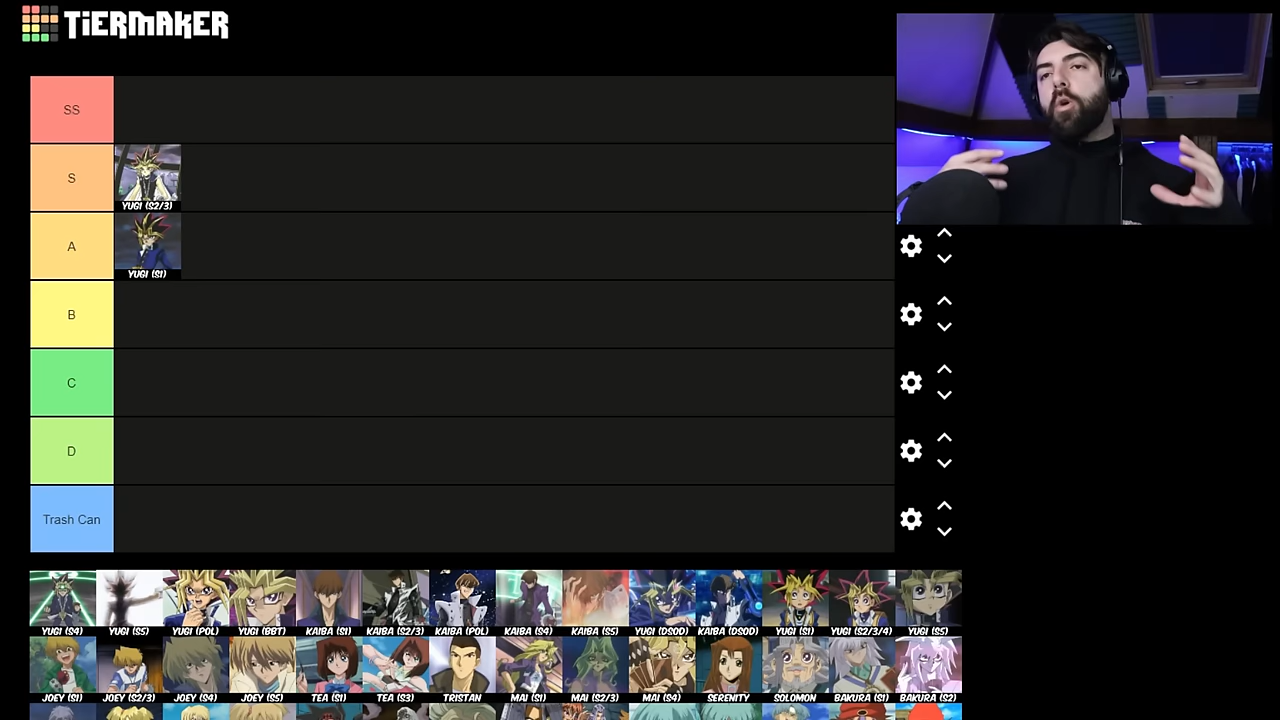 TiERMAKER
SS
S
YUGI (S2/3)
A
YUGI (S1)
B
C
D
Trash Can
YUGI (S4) YUGI (S5) YUGI (POL) YUGI (BBT) KAIBA (S1) KAIBA (S2/3) KAIBA (POL) KAIBA (S4) KAIBA (S5) YUGI (DSOD) KAIBA (DSOD) YUGI (S1) YUGI (S2/3/4) YUGI (S5)
JOEY (S1) JOEY (S2/3) JOEY (S4) JOEY (S5) TEA (S1) TEA (S3) TRISTAN MAI (S1) MAI (S2/3) MAI (S4) SERENITY SOLOMON BAKURA (S1) BAKURA (S2)